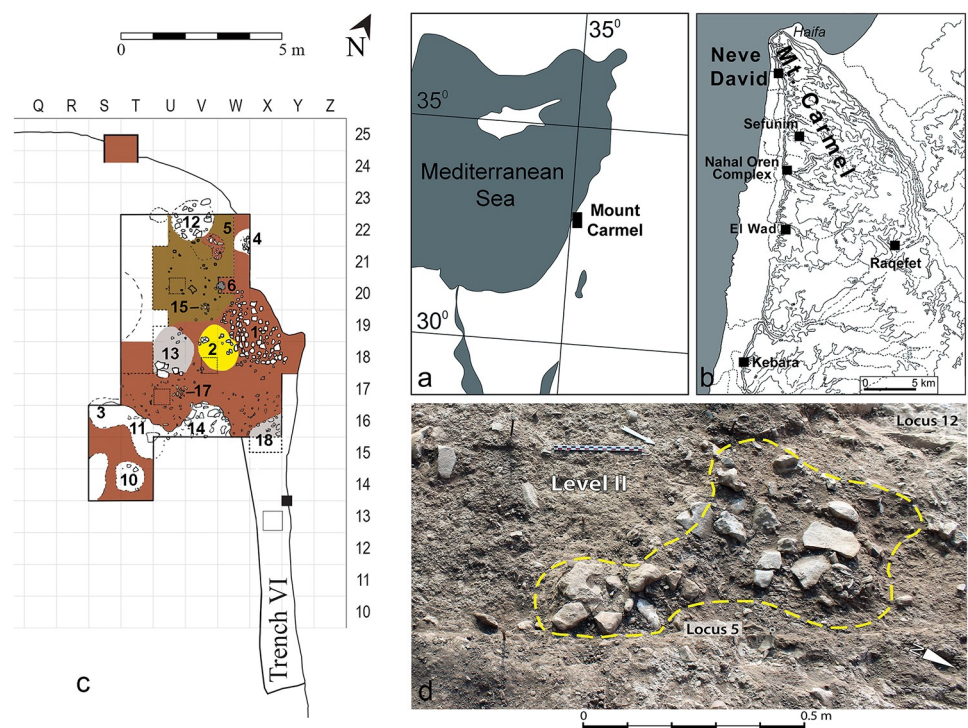 0
5 m
N
Q R S T U V W X Y Z
25
24
23
22
21
20
19
18
17
16
15
14
13
12
11
10
12
5
4
6
15
1
13
2
17
3
11
14
18
10
Trench VI
c
35⁰
35⁰
Mediterranean
Sea
Mount
Carmel
30⁰
a
Haifa
Neve
David
Mt. Carmel
Sefunim
Nahal Oren
Complex
El Wad
Raqefet
Kebara
0 5 km
b
Locus 12
Level II
Locus 5
N
d
0 0.5 m